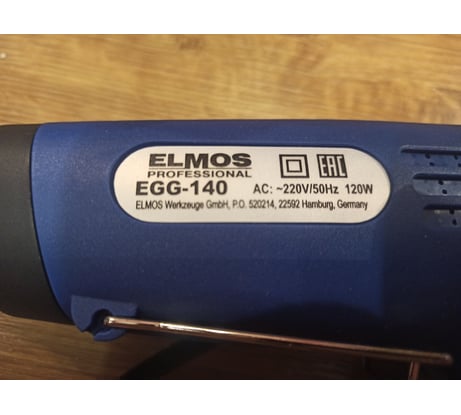 ELMOS
PROFESSIONAL
EAC
EGG-140
AC: ~220V/50Hz 120W
ELMOS Werkzeuge GmbH, P.O. 520214, 22592 Hamburg, Germany